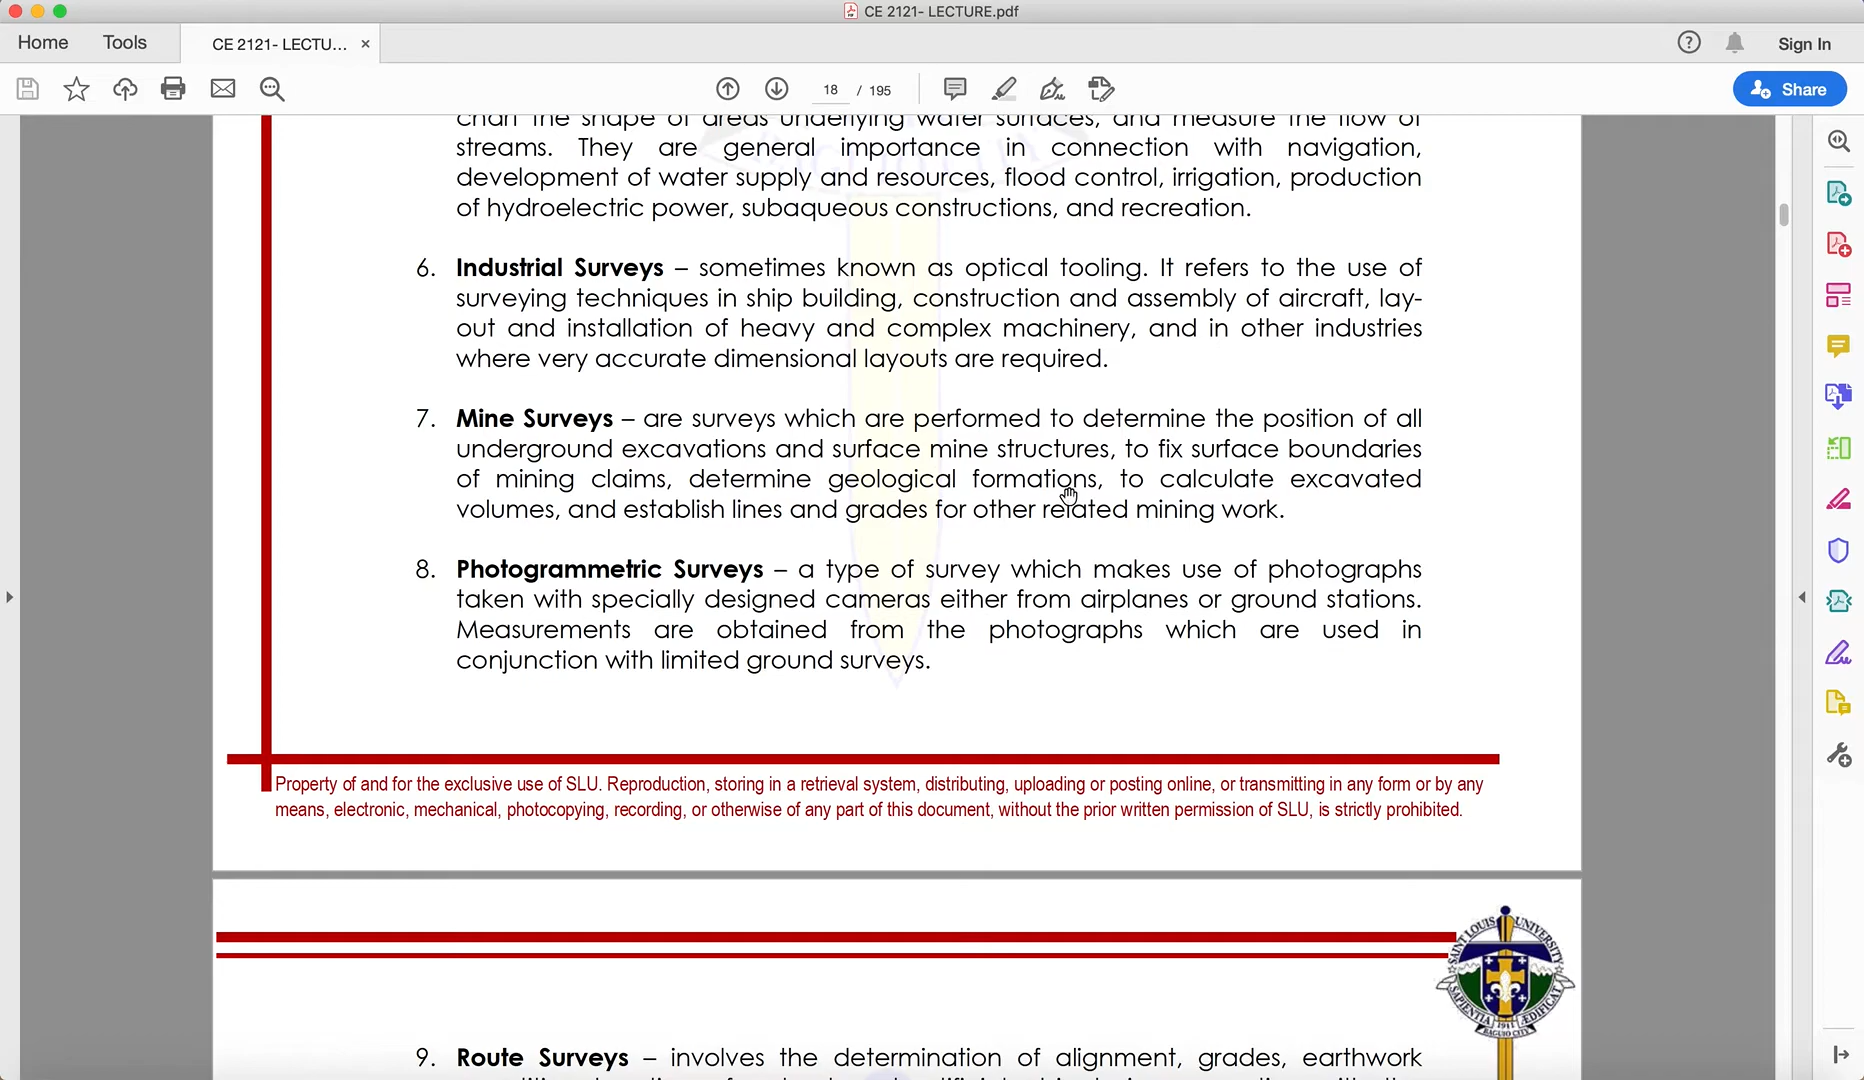 CE 2121- LECTURE.pdf
Home Tools CE 2121- LECTU... × Sign In
18 / 195 Share
chart the shape of areas underlying water surfaces, and measure the flow of
streams. They are general importance in connection with navigation,
development of water supply and resources, flood control, irrigation, production
of hydroelectric power, subaqueous constructions, and recreation.
6. Industrial Surveys – sometimes known as optical tooling. It refers to the use of
surveying techniques in ship building, construction and assembly of aircraft, lay-
out and installation of heavy and complex machinery, and in other industries
where very accurate dimensional layouts are required.
7. Mine Surveys – are surveys which are performed to determine the position of all
underground excavations and surface mine structures, to fix surface boundaries
of mining claims, determine geological formations, to calculate excavated
volumes, and establish lines and grades for other related mining work.
8. Photogrammetric Surveys – a type of survey which makes use of photographs
taken with specially designed cameras either from airplanes or ground stations.
Measurements are obtained from the photographs which are used in
conjunction with limited ground surveys.
Property of and for the exclusive use of SLU. Reproduction, storing in a retrieval system, distributing, uploading or posting online, or transmitting in any form or by any
means, electronic, mechanical, photocopying, recording, or otherwise of any part of this document, without the prior written permission of SLU, is strictly prohibited.
SAINT LOUIS UNIVERSITY
SAPIENTIA ÆDIFICAT
1911
BAGUIO CITY
9. Route Surveys – involves the determination of alignment, grades, earthwork